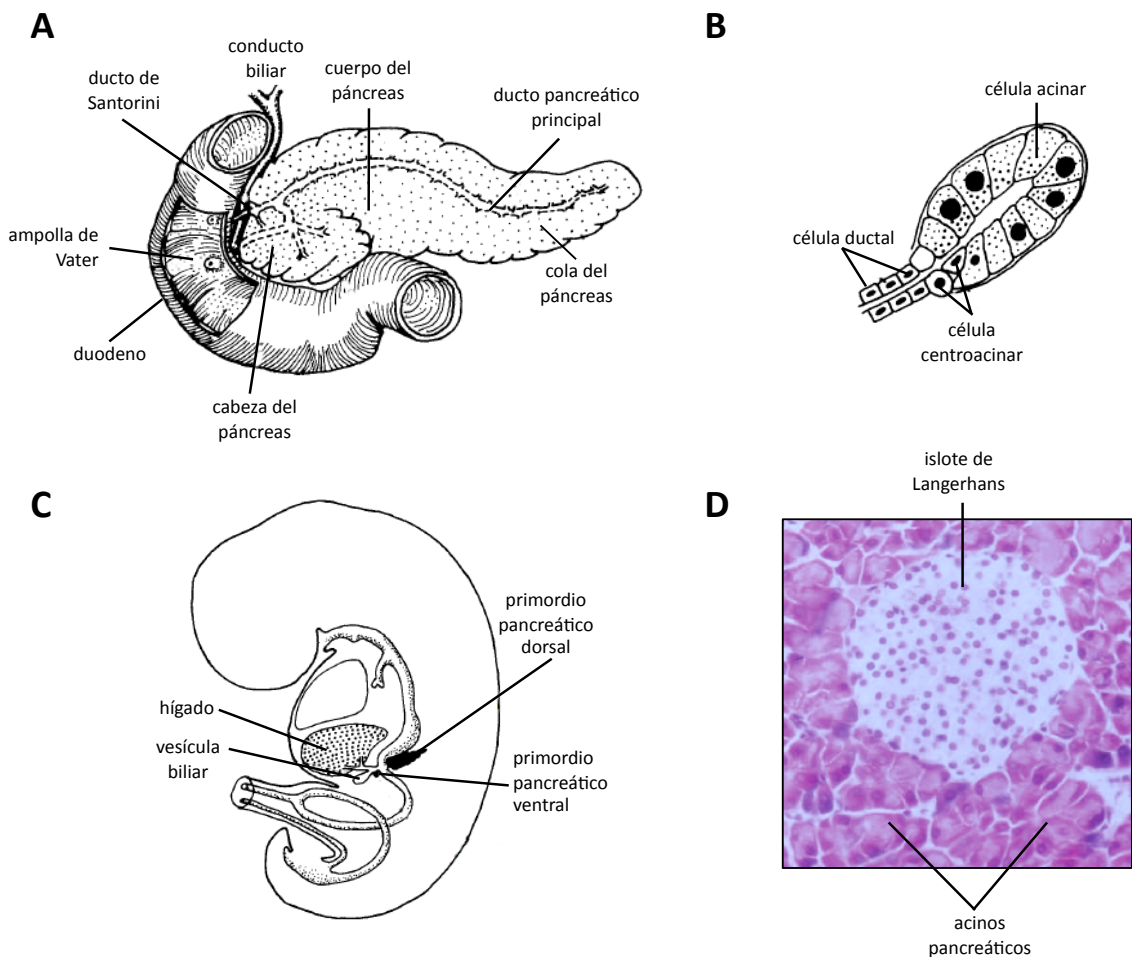 A
conducto
biliar
ducto de
Santorini
cuerpo del
páncreas
ducto pancreático
principal
ampolla de
Vater
cola del
páncreas
duodeno
cabeza del
páncreas
B
célula acinar
célula ductal
célula
centroacinar
C
primordio
pancreático
dorsal
hígado
vesícula
biliar
primordio
pancreático
ventral
D
islote de
Langerhans
acinos
pancreáticos